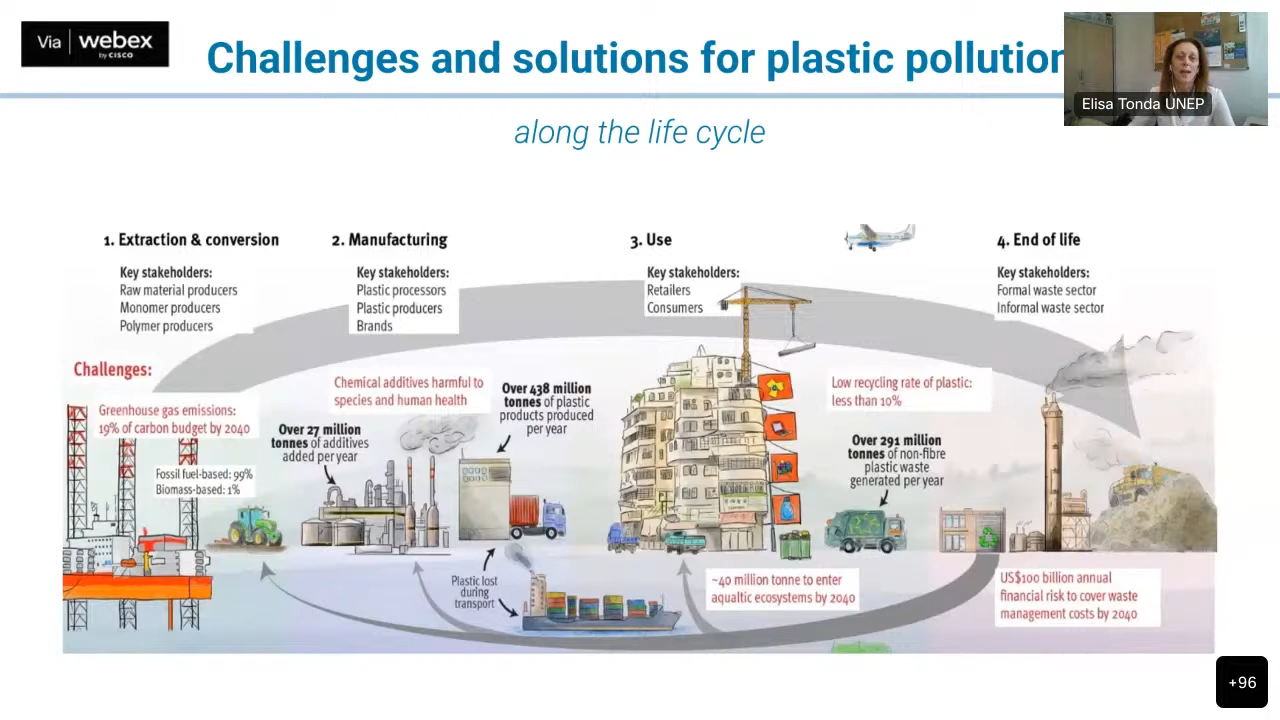 Via webex
by CISCO
Challenges and solutions for plastic pollution
Elisa Tonda UNEP
along the life cycle
1. Extraction & conversion
Key stakeholders:
Raw material producers
Monomer producers
Polymer producers
2. Manufacturing
Key stakeholders:
Plastic processors
Plastic producers
Brands
3. Use
Key stakeholders:
Retailers
Consumers
4. End of life
Key stakeholders:
Formal waste sector
Informal waste sector
Challenges:
Greenhouse gas emissions:
19% of carbon budget by 2040
Fossil fuel-based: 99%
Biomass-based: 1%
Chemical additives harmful to
species and human health
Over 27 million
tonnes of additives
added per year
Over 438 million
tonnes of plastic
products produced
per year
Plastic lost
during
transport
Low recycling rate of plastic:
less than 10%
Over 291 million
tonnes of non-fibre
plastic waste
generated per year
~40 million tonne to enter
aqualtic ecosystems by 2040
US$100 billion annual
financial risk to cover waste
management costs by 2040
+96